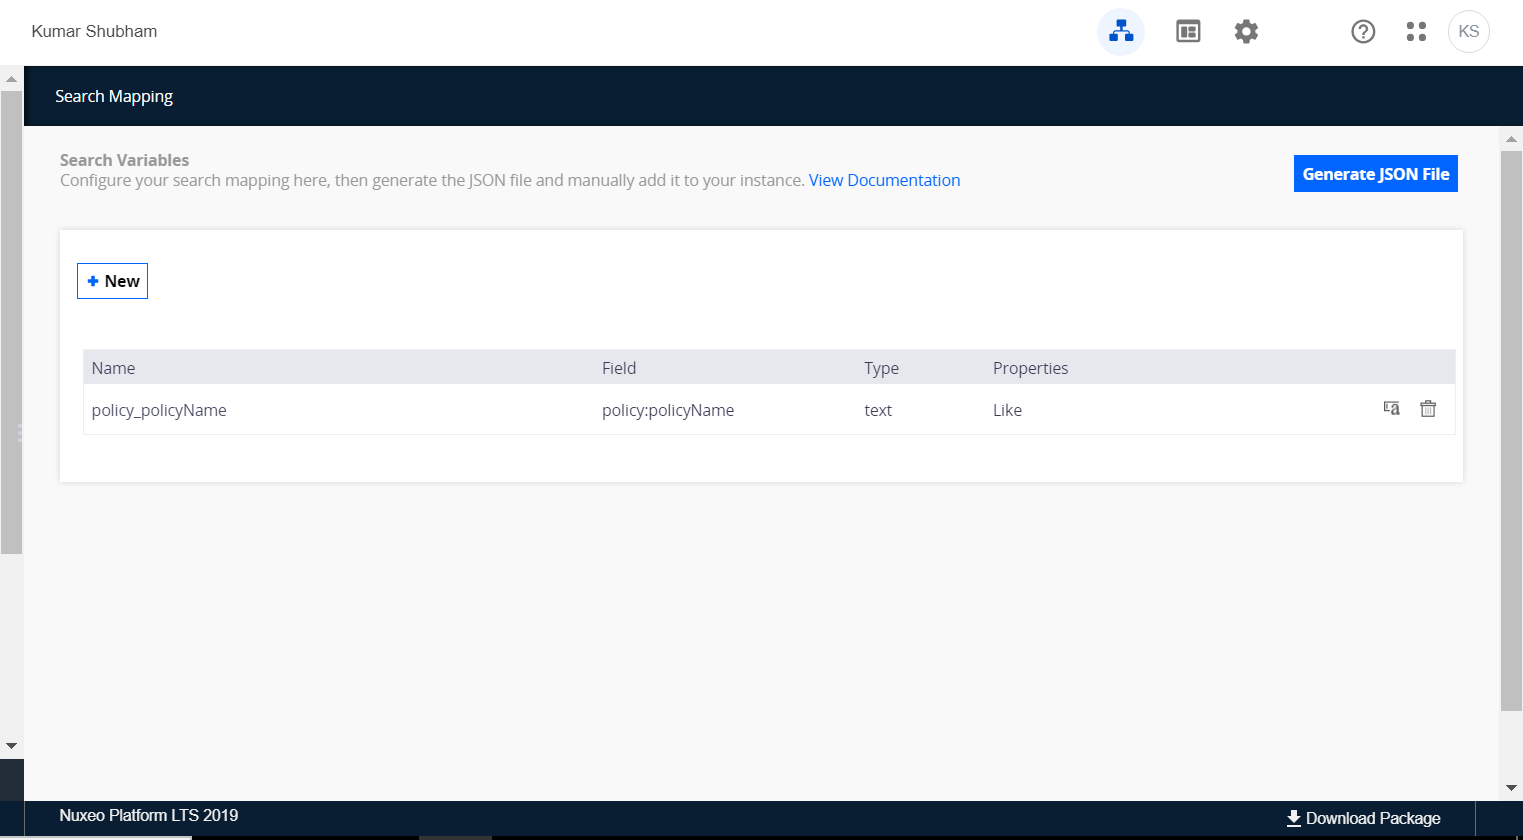 Kumar Shubham
KS
Search Mapping
Search Variables
Configure your search mapping here, then generate the JSON file and manually add it to your instance. View Documentation
Generate JSON File
+ New
Name Field Type Properties
policy_policyName policy:policyName text Like
Nuxeo Platform LTS 2019
Download Package